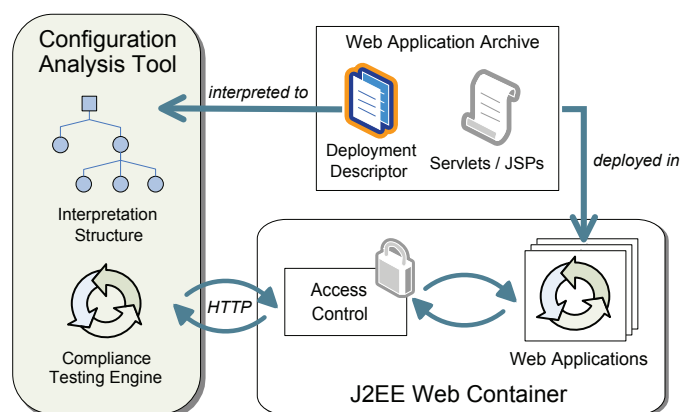 Configuration
Analysis Tool
Interpretation
Structure
Compliance
Testing Engine
interpreted to
Web Application Archive
Deployment
Descriptor
Servlets / JSPs
deployed in
HTTP
Access
Control
Web Applications
J2EE Web Container